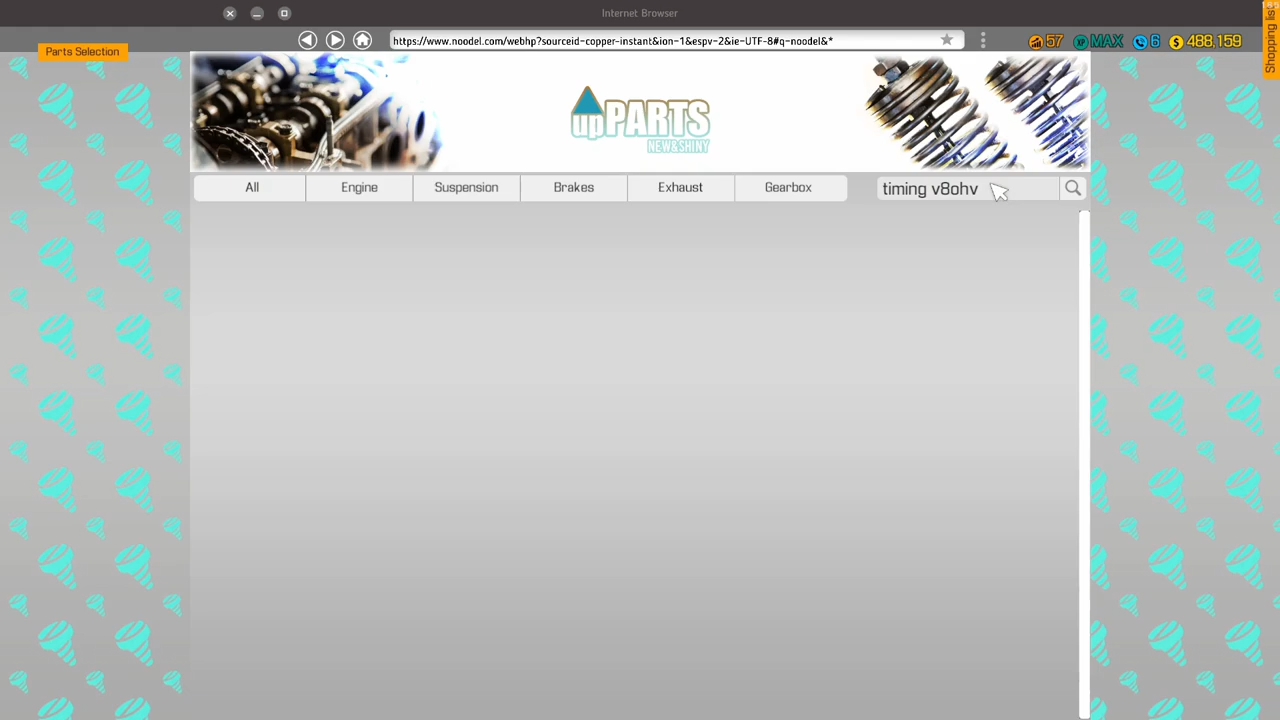 Internet Browser
https://www.noodel.com/webhp?sourceid-copper-instant&ion-1&espv-2&ie-UTF-8#q-noodel&*
57 XP MAX 6 $ 488,159
Shopping list
Parts Selection
upPARTS
NEW&SHINY
All Engine Suspension Brakes Exhaust Gearbox timing v8ohv